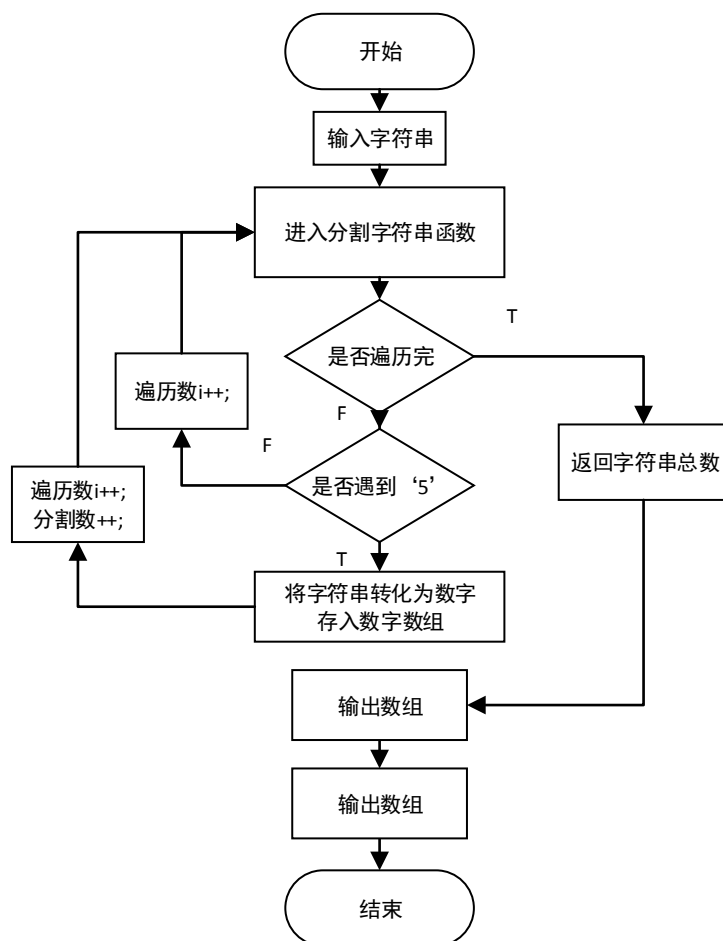 开始
输入字符串
进入分割字符串函数
T
是否遍历完
遍历数i++;
F
F
返回字符串总数
是否遇到‘5’
遍历数i++;
分割数++;
T
将字符串转化为数字
存入数字数组
输出数组
输出数组
结束